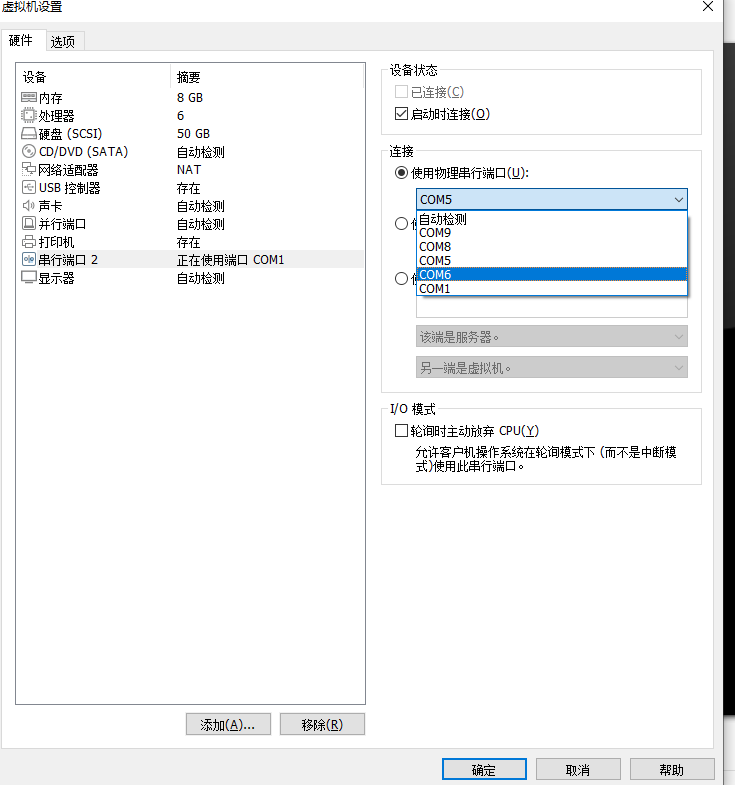 虚拟机设置
硬件 选项
设备 摘要
内存 8 GB
处理器 6
硬盘 (SCSI) 50 GB
CD/DVD (SATA) 自动检测
网络适配器 NAT
USB 控制器 存在
声卡 自动检测
并行端口 自动检测
打印机 存在
串行端口 2 正在使用端口 COM1
显示器 自动检测
添加(A)... 移除(R)
设备状态
已连接(C)
启动时连接(O)
连接
使用物理串行端口(U):
COM5
自动检测
COM9
COM8
COM5
COM6
COM1
该端是服务器。
另一端是虚拟机。
I/O 模式
轮询时主动放弃 CPU(Y)
允许客户机操作系统在轮询模式下 (而不是中断模
式)使用此串行端口。
确定 取消 帮助